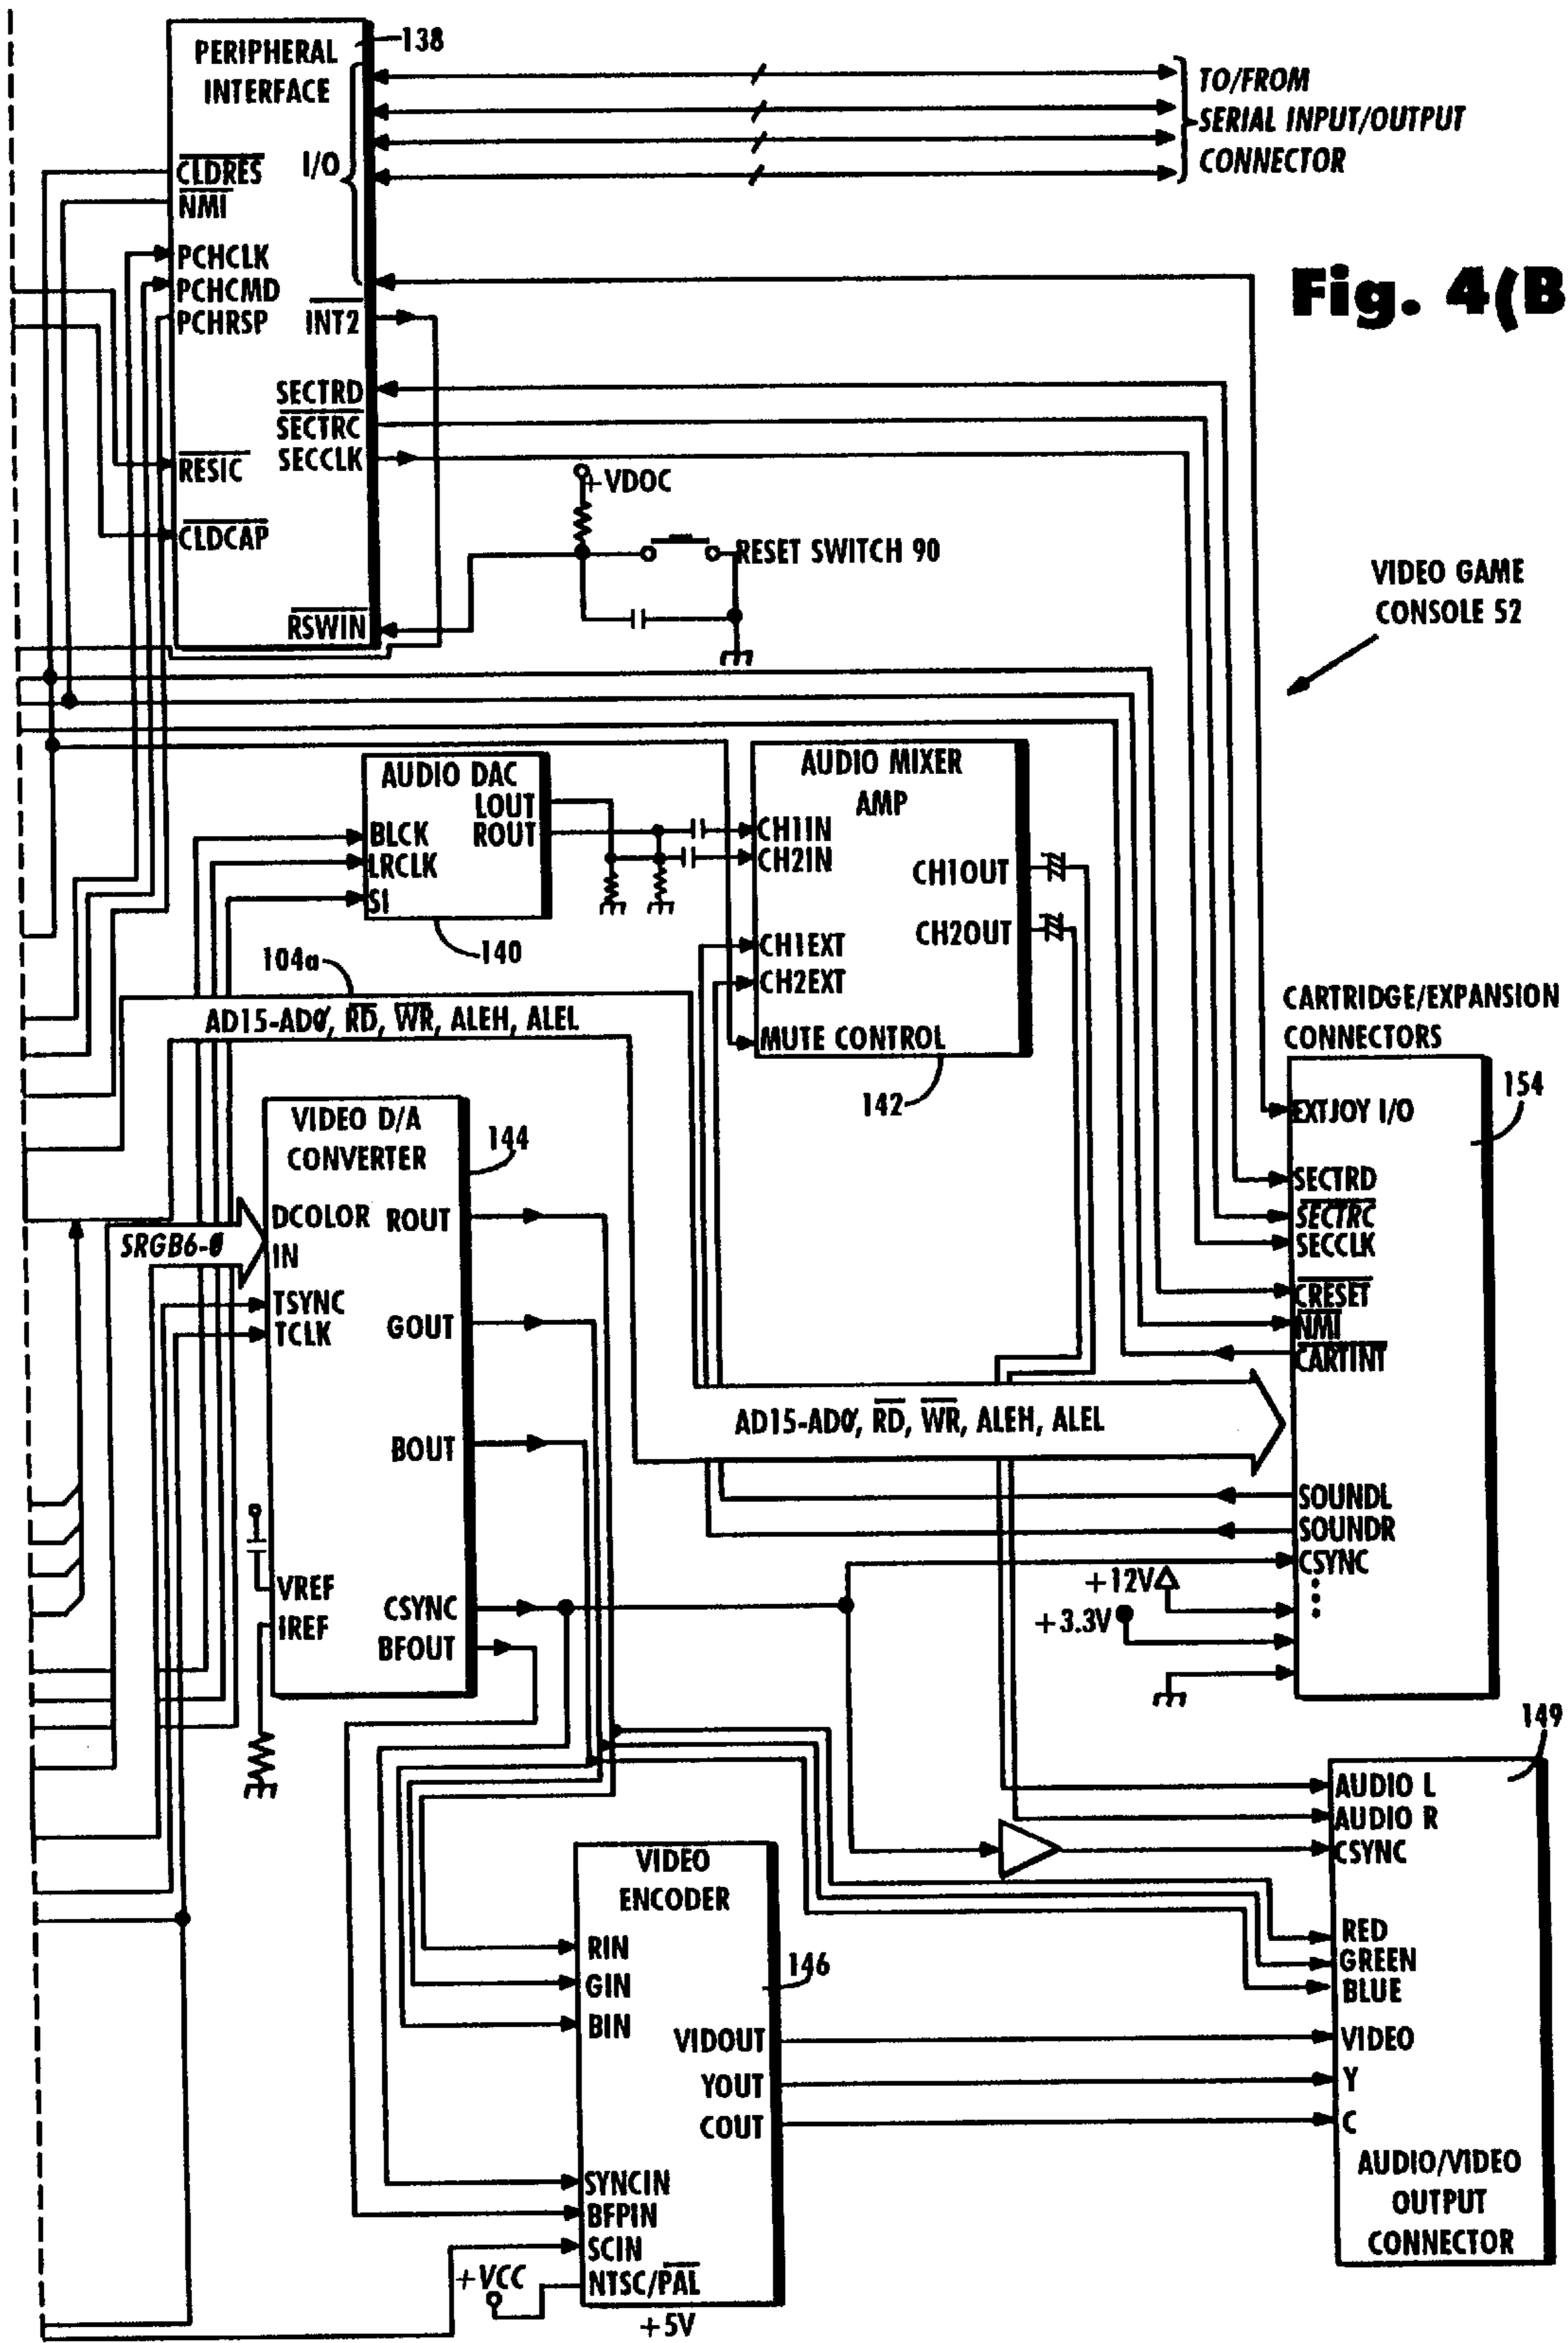 PERIPHERAL
INTERFACE
138
I/O
TO/FROM
SERIAL INPUT/OUTPUT
CONNECTOR
CLDRES
NMI
PCHCLK
PCHCMD
PCHRSP
INT2
Fig. 4(B
SECTRD
SECTRC
SECCLK
RESIC
CLDCAP
RSWIN
+VDOC
RESET SWITCH 90
VIDEO GAME
CONSOLE 52
AUDIO DAC
LOUT
ROUT
BLCK
LRCLK
SI
140
AUDIO MIXER
AMP
CH1IN
CH2IN
CH1OUT
CH2OUT
CH1EXT
CH2EXT
MUTE CONTROL
142
104a
AD15-AD0, RD, WR, ALEH, ALEL
CARTRIDGE/EXPANSION
CONNECTORS
154
EXTJOY I/O
SECTRD
SECTRC
SECCLK
CRESET
NMI
CARTINT
VIDEO D/A
CONVERTER
144
DCOLOR
IN
ROUT
SRGB6-0
TSYNC
TCLK
GOUT
BOUT
VREF
IREF
CSYNC
BFOUT
AD15-AD0, RD, WR, ALEH, ALEL
SOUNDL
SOUNDR
CSYNC
+12V
+3.3V
149
AUDIO L
AUDIO R
CSYNC
RED
GREEN
BLUE
VIDEO
Y
C
AUDIO/VIDEO
OUTPUT
CONNECTOR
VIDEO
ENCODER
146
RIN
GIN
BIN
VIDOUT
YOUT
COUT
SYNCIN
BFPIN
SCIN
NTSC/PAL
+VCC
+5V